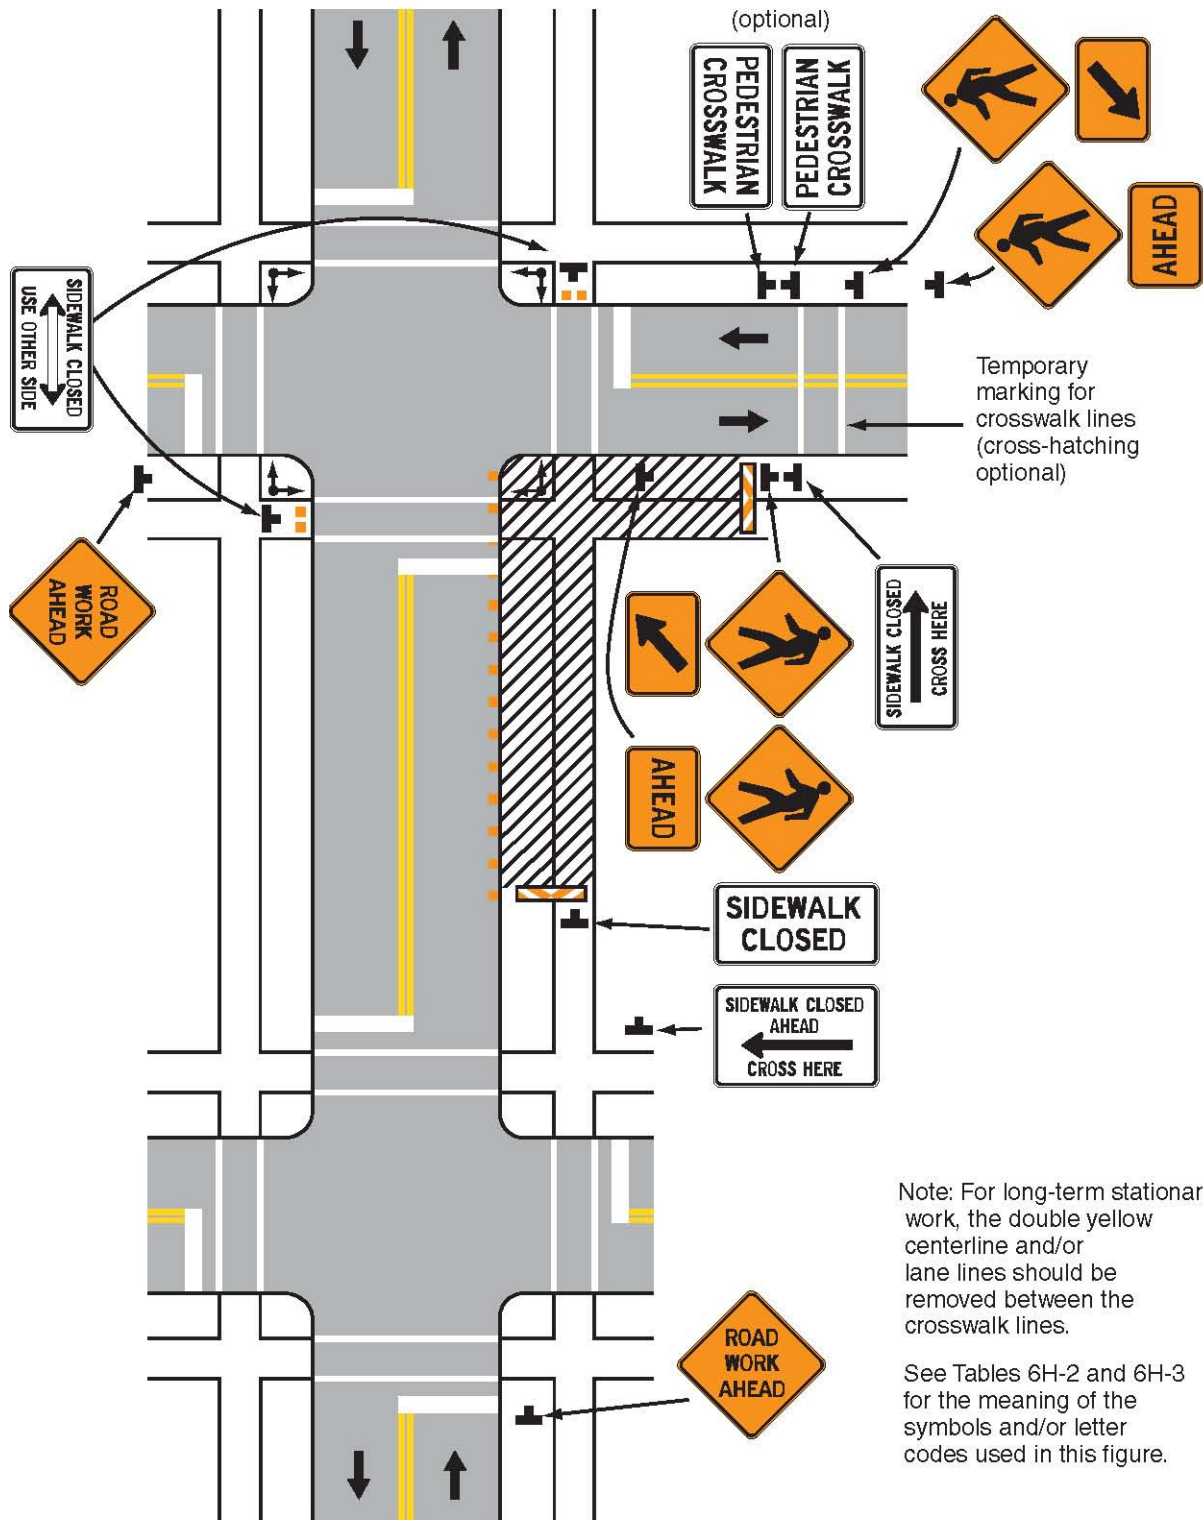 (optional)
PEDESTRIAN
CROSSWALK
PEDESTRIAN
CROSSWALK
AHEAD
SIDEWALK CLOSED
USE OTHER SIDE
Temporary
marking for
crosswalk lines
(cross-hatching
optional)
ROAD
WORK
AHEAD
SIDEWALK CLOSED
CROSS HERE
AHEAD
SIDEWALK
CLOSED
SIDEWALK CLOSED
AHEAD
CROSS HERE
Note: For long-term stationar
work, the double yellow
centerline and/or
lane lines should be
removed between the
crosswalk lines.
ROAD
WORK
AHEAD
See Tables 6H-2 and 6H-3
for the meaning of the
symbols and/or letter
codes used in this figure.